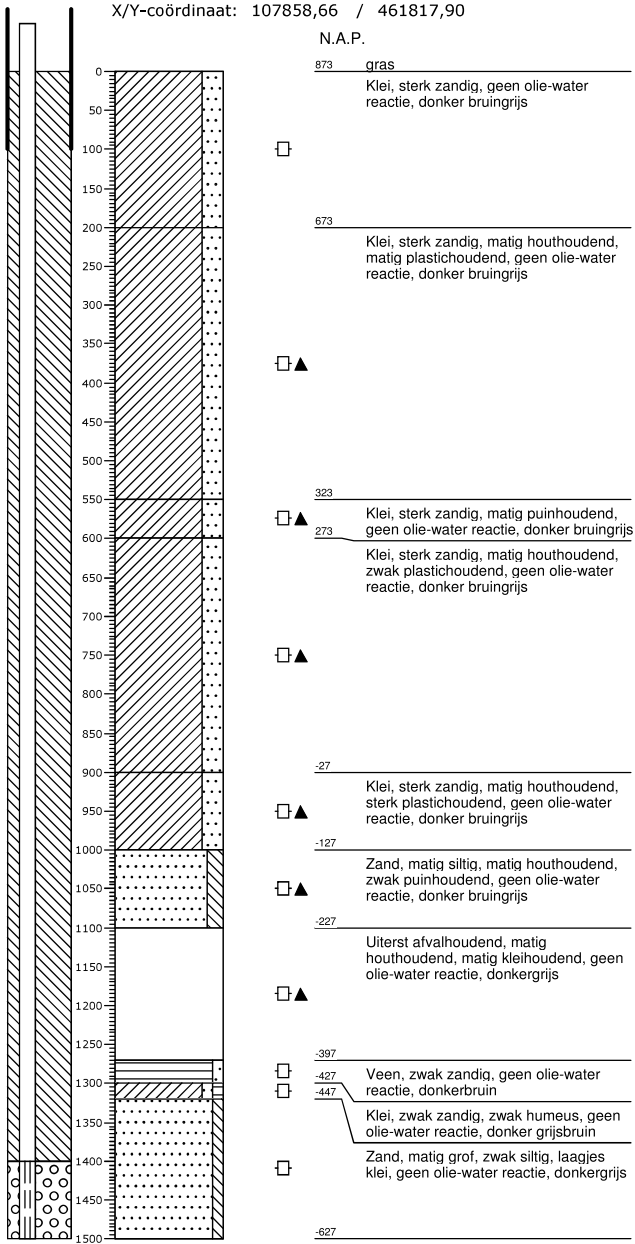 X/Y-coördinaat: 107858,66 / 461817,90
N.A.P.
873 gras
0
Klei, sterk zandig, geen olie-water
reactie, donker bruingrijs
50
100
150
673
200
Klei, sterk zandig, matig houthoudend,
matig plastichoudend, geen olie-water
reactie, donker bruingrijs
250
300
350
400
450
500
323
550
Klei, sterk zandig, matig puinhoudend,
geen olie-water reactie, donker bruingrijs
273
600
Klei, sterk zandig, matig houthoudend,
zwak plastichoudend, geen olie-water
reactie, donker bruingrijs
650
700
750
800
850
-27
900
Klei, sterk zandig, matig houthoudend,
sterk plastichoudend, geen olie-water
reactie, donker bruingrijs
950
-127
1000
Zand, matig siltig, matig houthoudend,
zwak puinhoudend, geen olie-water
reactie, donker bruingrijs
1050
-227
1100
Uiterst afvalhoudend, matig
houthoudend, matig kleihoudend, geen
olie-water reactie, donkergrijs
1150
1200
1250
-397
Veen, zwak zandig, geen olie-water
reactie, donkerbruin
-427
1300
-447
Klei, zwak zandig, zwak humeus, geen
olie-water reactie, donker grijsbruin
1350
Zand, matig grof, zwak siltig, laagjes
klei, geen olie-water reactie, donkergrijs
1400
1450
-627
1500